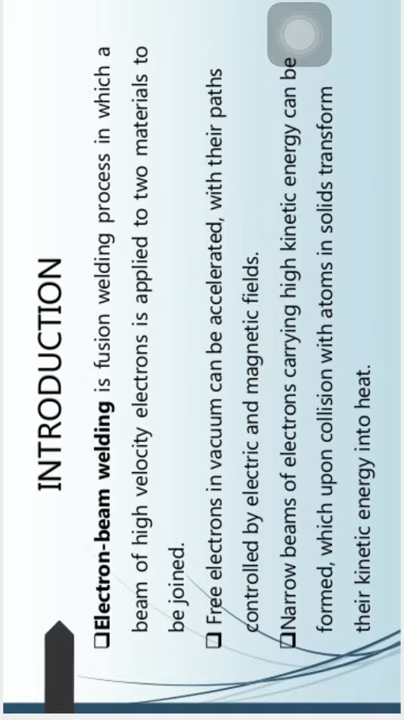 INTRODUCTION
❑Electron-beam welding is fusion welding process in which a
beam of high velocity electrons is applied to two materials to
be joined.
❑ Free electrons in vacuum can be accelerated, with their paths
controlled by electric and magnetic fields.
❑Narrow beams of electrons carrying high kinetic energy can be
formed, which upon collision with atoms in solids transform
their kinetic energy into heat.